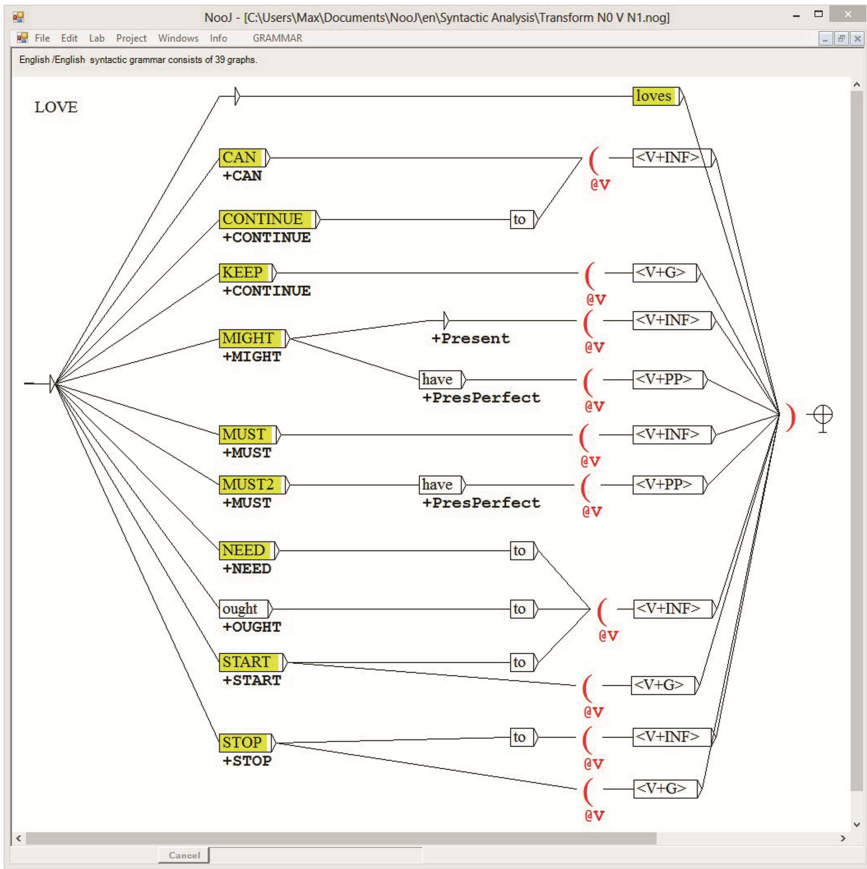 NooJ - [C:\Users\Max\Documents\NooJ\en\Syntactic Analysis\Transform N0 V N1.nog]
File Edit Lab Project Windows Info GRAMMAR
English /English syntactic grammar consists of 39 graphs.
LOVE
loves
CAN ( <V+INF>
+CAN @V
CONTINUE to
+CONTINUE
KEEP ( <V+G>
+CONTINUE @V
MIGHT ( <V+INF>
+MIGHT +Present @V
have ( <V+PP>
+PresPerfect @V
)
MUST ( <V+INF>
+MUST @V
MUST2 have ( <V+PP>
+MUST +PresPerfect @V
NEED to
+NEED
ought to ( <V+INF>
+OUGHT @V
START to
+START
( <V+G>
@V
STOP to ( <V+INF>
+STOP @V
( <V+G>
@V
Cancel